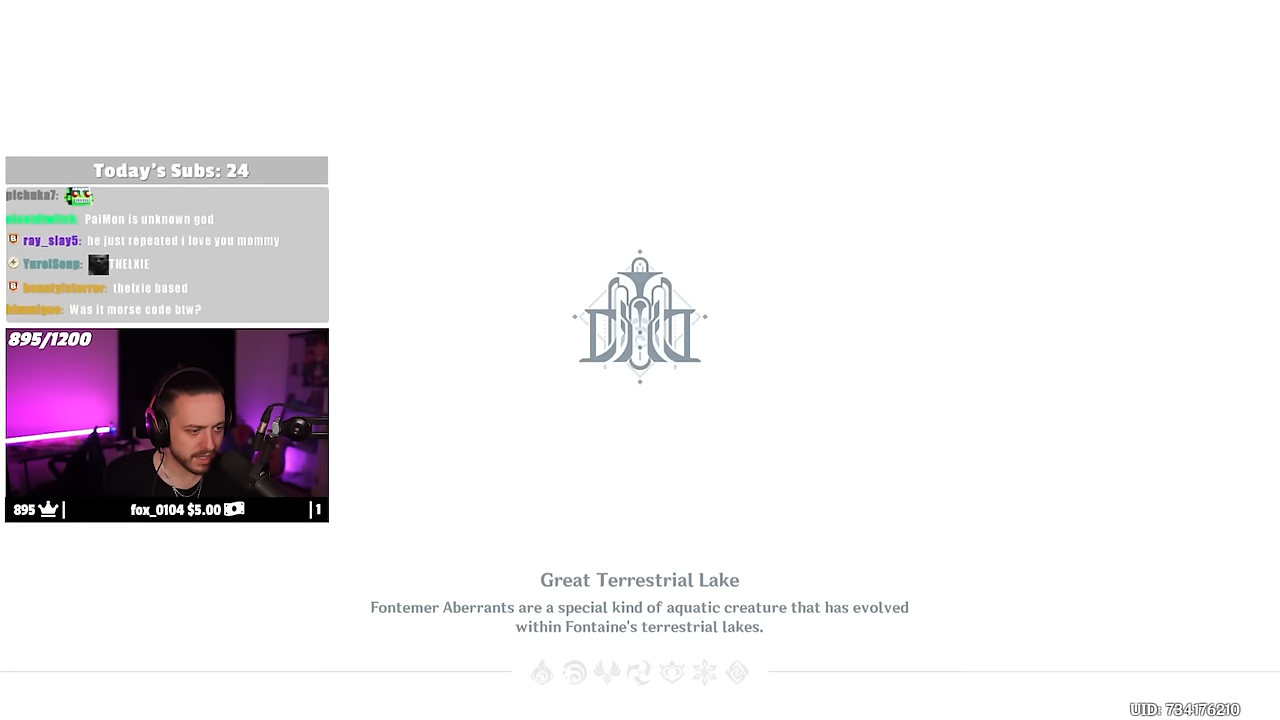 Today's Subs: 24
pichuka7:
PaiMon is unknown god
ray_slay5: he just repeated i love you mommy
YuroiSoup: THELXIE
thelxie based
Was it morse code btw?
895/1200
895 | fox_0104 $5.00 | 1
Great Terrestrial Lake
Fontemer Aberrants are a special kind of aquatic creature that has evolved
within Fontaine's terrestrial lakes.
UID: 734176210